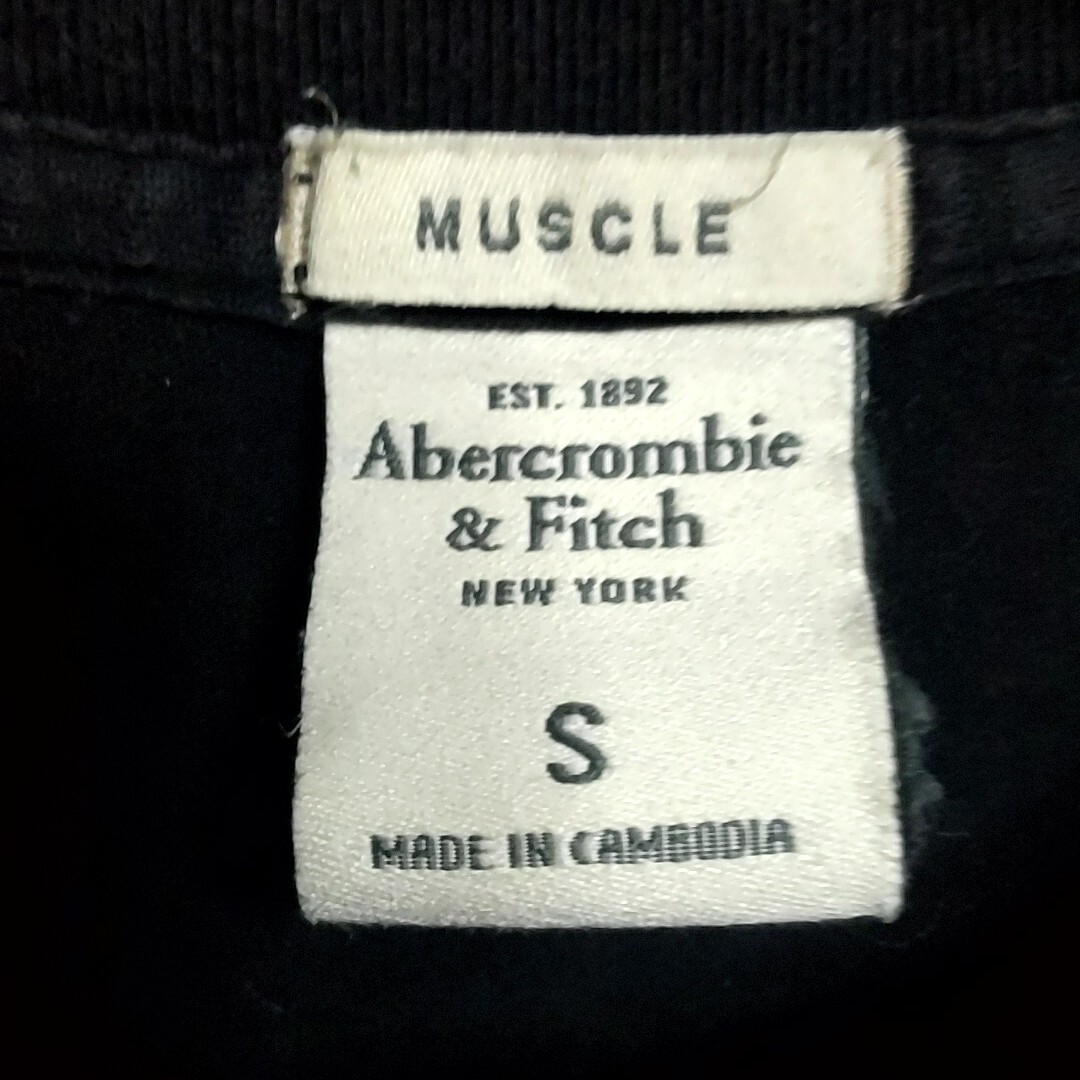 MUSCLE
EST. 1892
Abercrombie
& Fitch
NEW YORK
S
MADE IN CAMBODIA